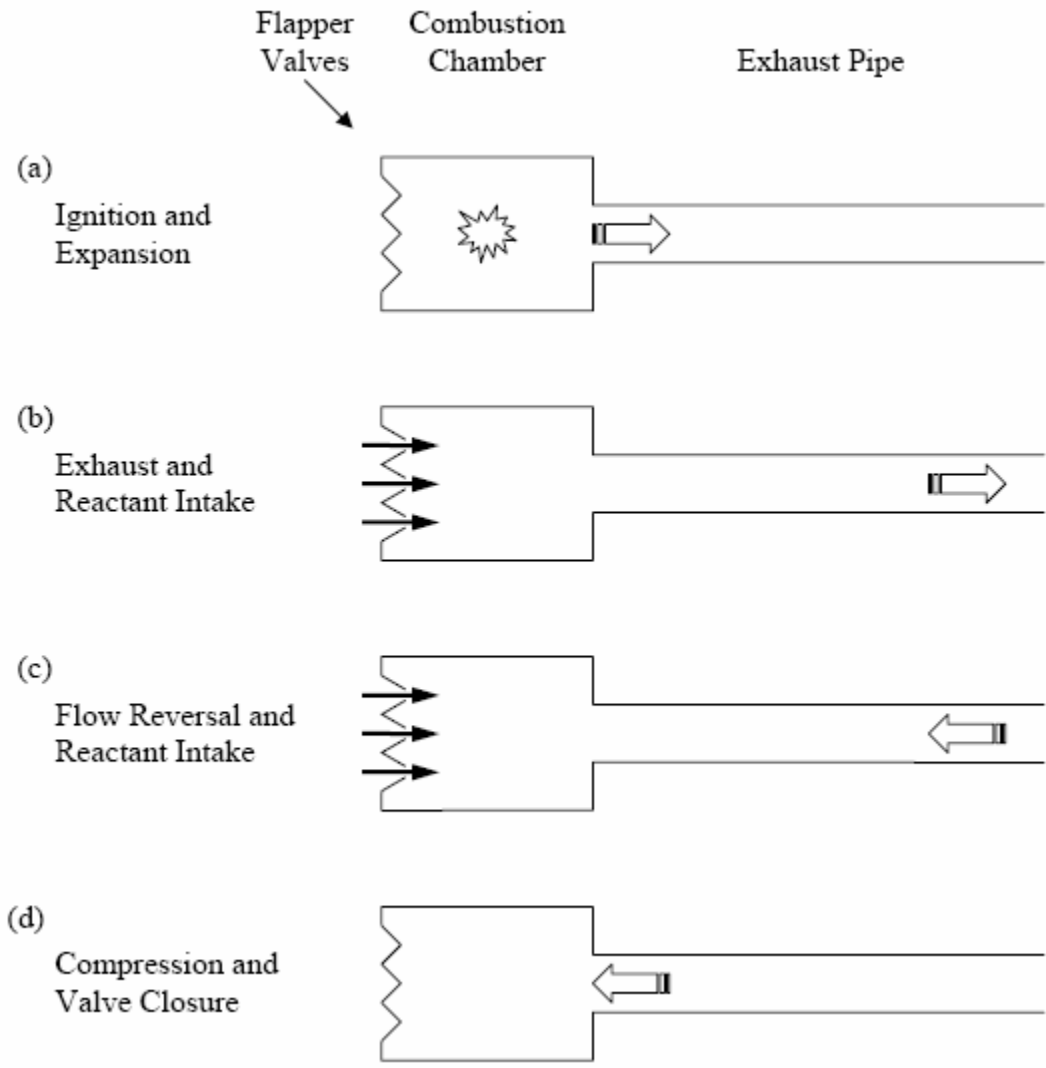 Flapper
Valves
Combustion
Chamber
Exhaust Pipe
(a)
Ignition and
Expansion
(b)
Exhaust and
Reactant Intake
(c)
Flow Reversal and
Reactant Intake
(d)
Compression and
Valve Closure